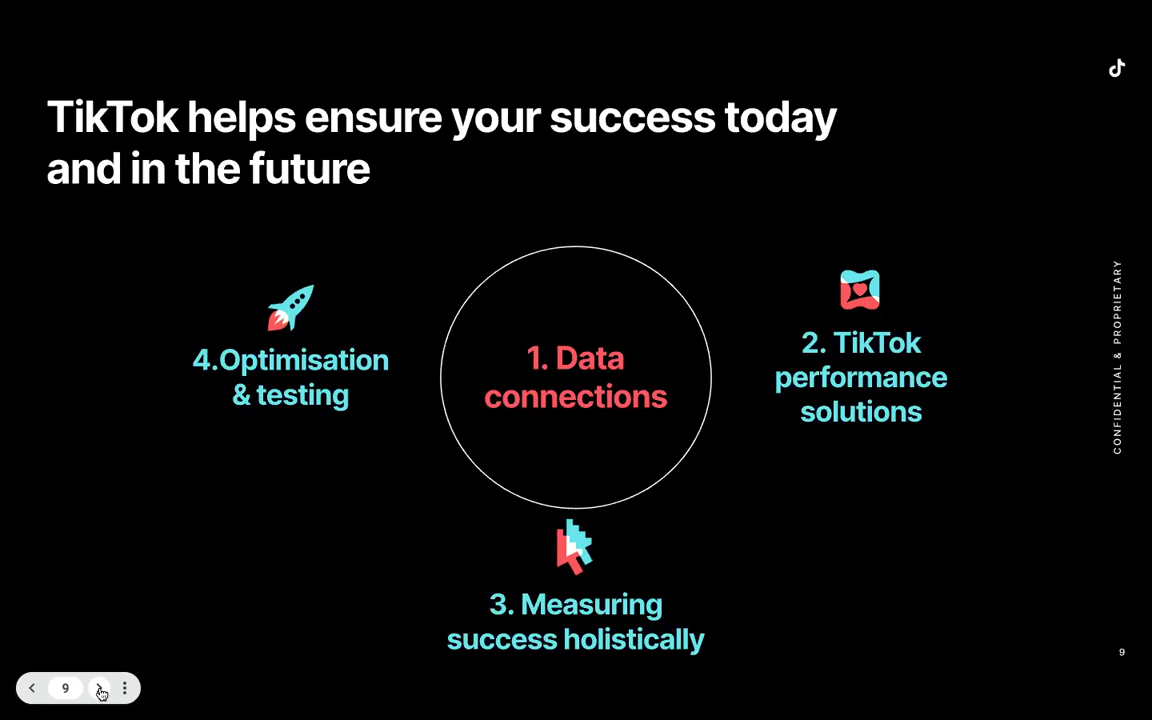 TikTok helps ensure your success today
and in the future
1. Data
connections
2. TikTok
performance
solutions
3. Measuring
success holistically
4.Optimisation
& testing
CONFIDENTIAL & PROPRIETARY
9
9